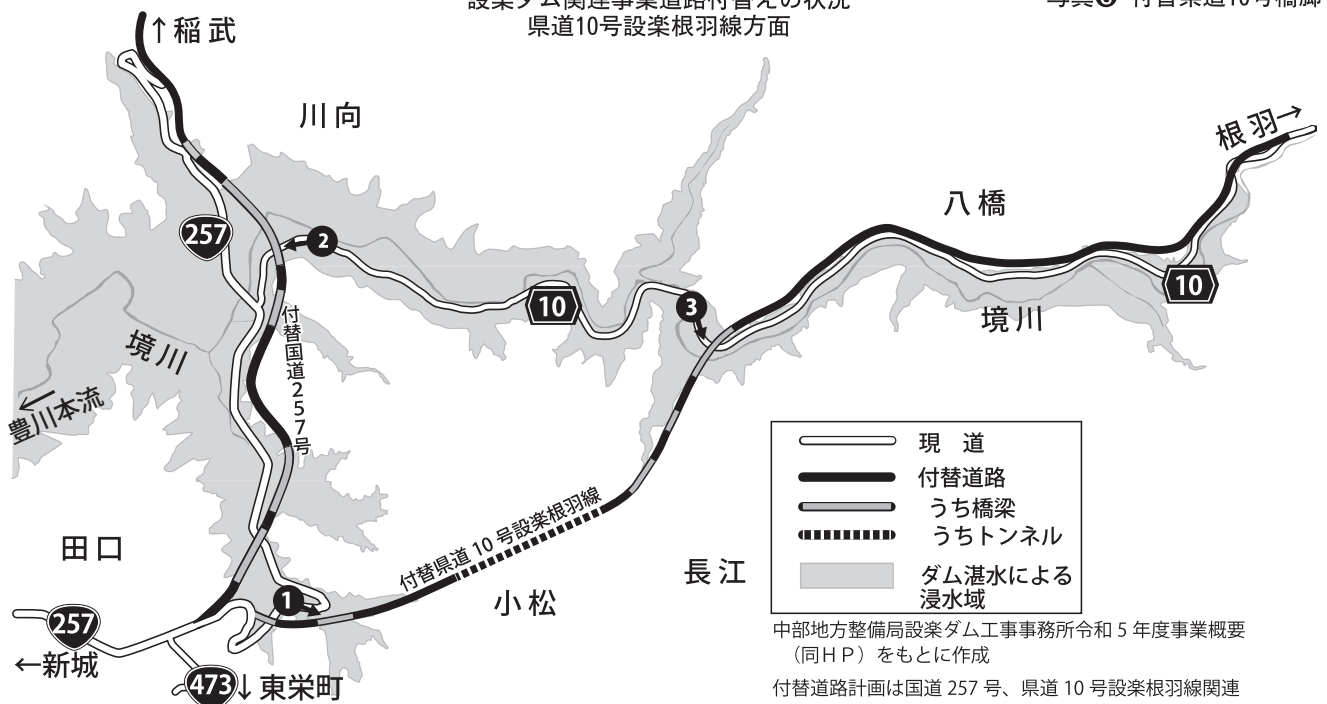 設楽ダム関連事業道路付替えの状況
県道10号設楽根羽線方面
写真❸ 付替県道10号橋脚
↑稲武
川向
根羽→
八橋
257
2
10
3
10
境川
境川
付替国道257号
豊川本流
←
現 道
付替道路
うち橋梁
うちトンネル
ダム湛水による
浸水域
付替県道10号設楽根羽線
田口
長江
小松
1
257
←新城
473
↓東栄町
中部地方整備局設楽ダム工事事務所令和5年度事業概要
（同HP）をもとに作成
付替道路計画は国道257号、県道10号設楽根羽線関連